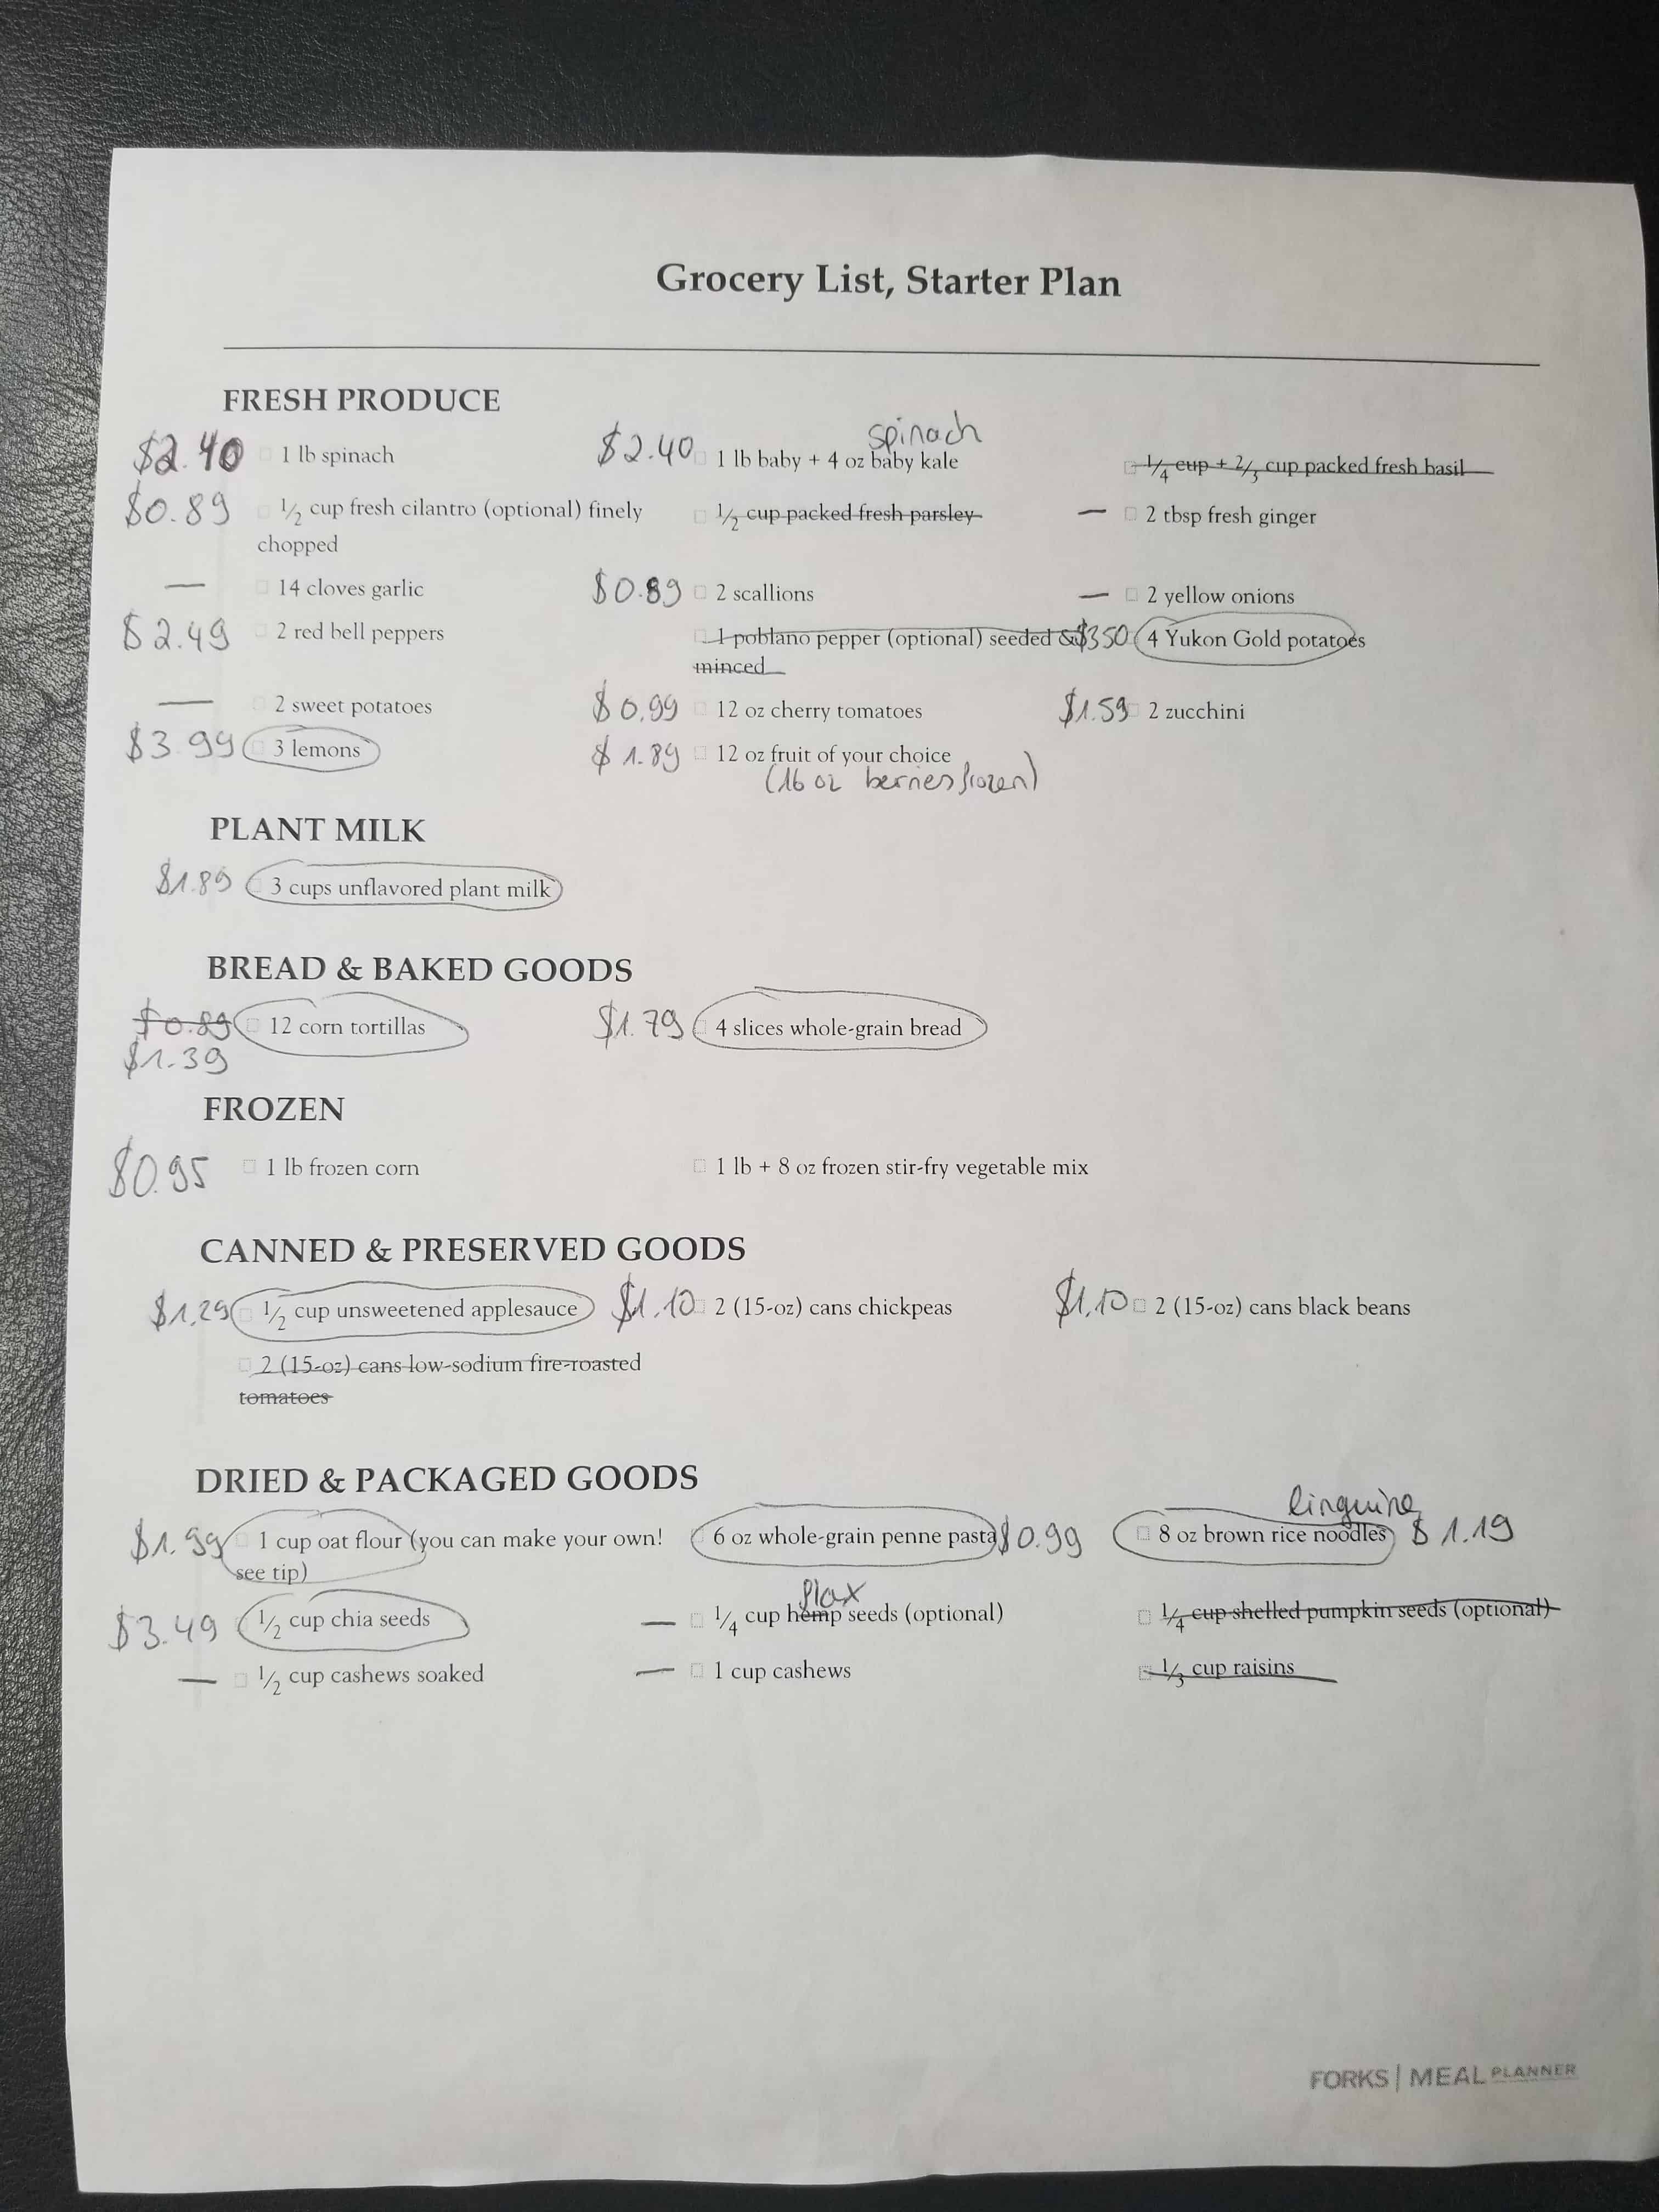 Grocery List, Starter Plan
FRESH PRODUCE
spinach
$2.40 1 lb spinach $2.40 1 lb baby + 4 oz baby kale 1/4 cup + 2/3 cup packed fresh basil
$0.89 1/2 cup fresh cilantro (optional) finely 1/2 cup packed fresh parsley — 2 tbsp fresh ginger
chopped
— 14 cloves garlic $0.89 2 scallions — 2 yellow onions
$2.49 2 red bell peppers 1 poblano pepper (optional) seeded & $3.50 4 Yukon Gold potatoes
minced
— 2 sweet potatoes $0.99 12 oz cherry tomatoes $1.59 2 zucchini
$3.99 3 lemons $1.89 12 oz fruit of your choice
(16 oz berries frozen)
PLANT MILK
$1.89 3 cups unflavored plant milk
BREAD & BAKED GOODS
$0.89 12 corn tortillas $1.79 4 slices whole-grain bread
$1.39
FROZEN
$0.95 1 lb frozen corn 1 lb + 8 oz frozen stir-fry vegetable mix
CANNED & PRESERVED GOODS
$1.29 1/2 cup unsweetened applesauce $1.10 2 (15-oz) cans chickpeas $1.10 2 (15-oz) cans black beans
2 (15-oz) cans low-sodium fire-roasted
tomatoes
DRIED & PACKAGED GOODS
linguine
$1.99 1 cup oat flour (you can make your own! 6 oz whole-grain penne pasta $0.99 8 oz brown rice noodles $1.19
see tip)
flax
$3.49 1/2 cup chia seeds — 1/4 cup hemp seeds (optional) 1/4 cup shelled pumpkin seeds (optional)
— 1/2 cup cashews soaked — 1 cup cashews 1/3 cup raisins
FORKS | MEAL PLANNER